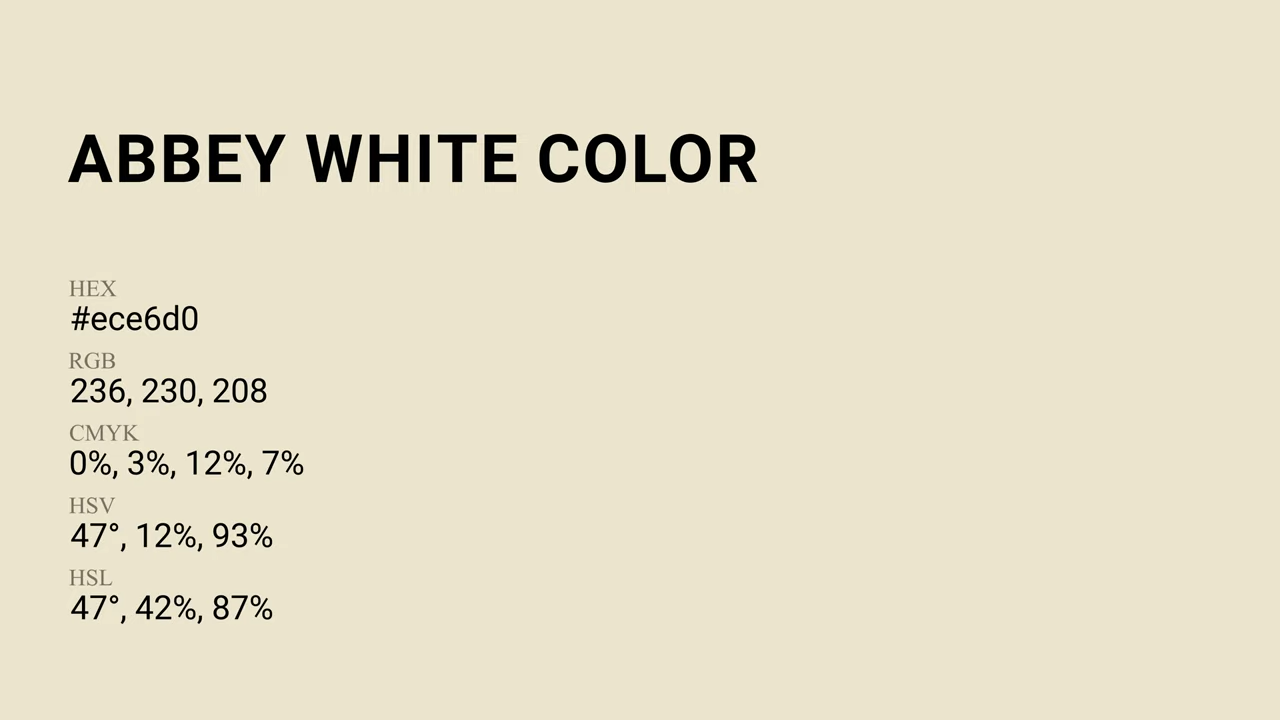 ABBEY WHITE COLOR
HEX
#ece6d0
RGB
236, 230, 208
CMYK
0%, 3%, 12%, 7%
HSV
47°, 12%, 93%
HSL
47°, 42%, 87%